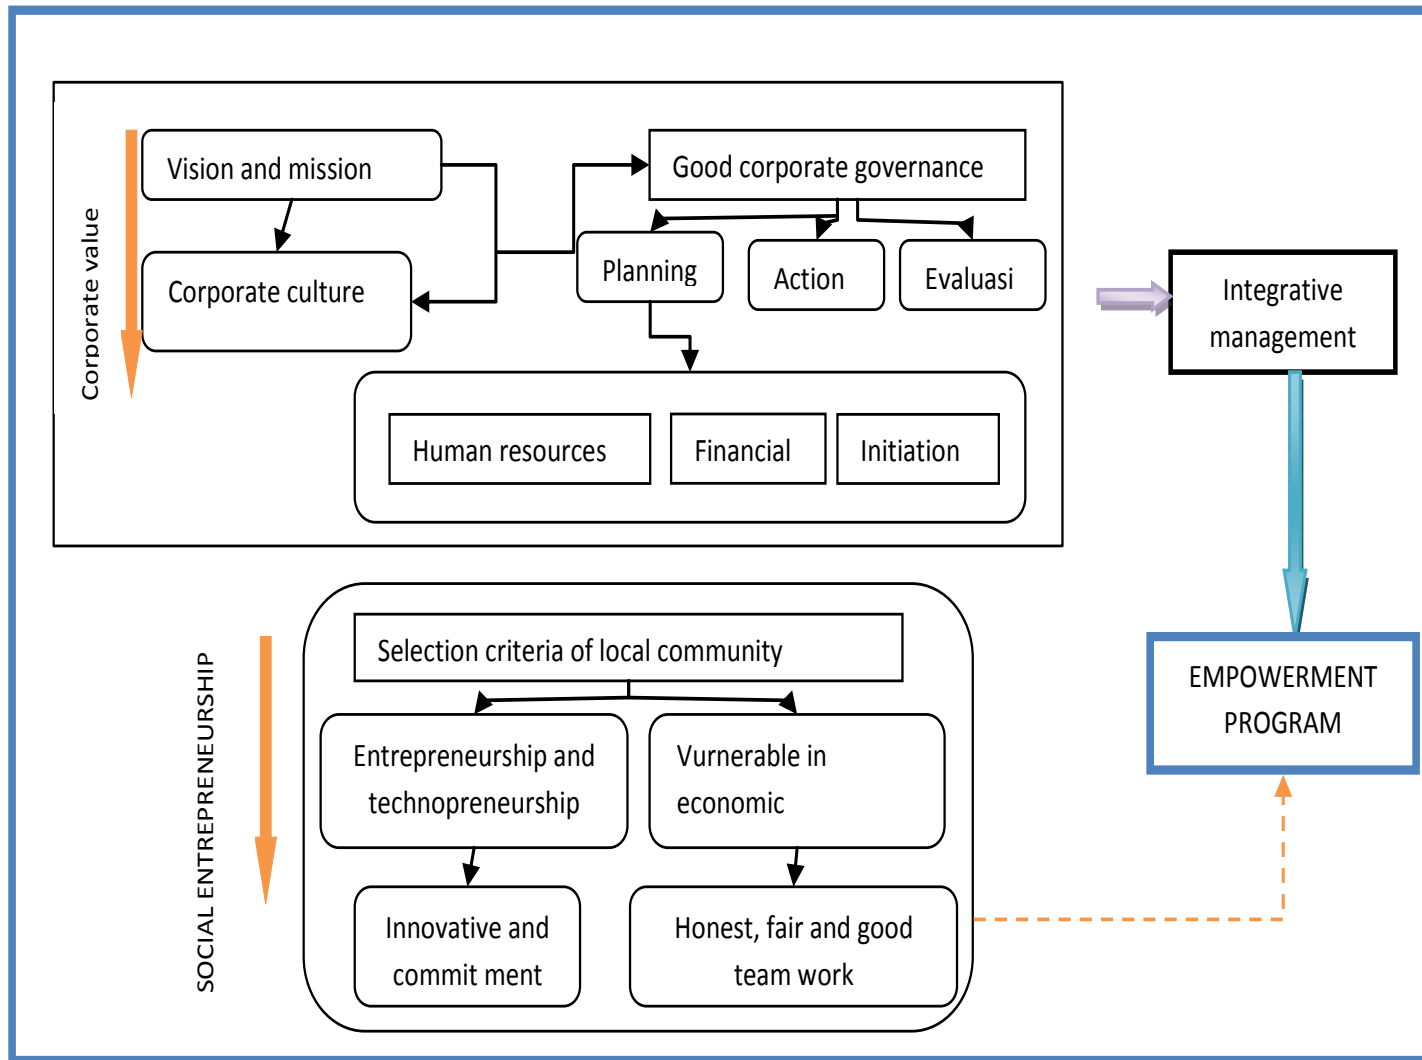 Corporate value
Vision and mission
Good corporate governance
Corporate culture
Planning
Action
Evaluasi
Integrative
management
Human resources
Financial
Initiation
SOCIAL ENTREPRENEURSHIP
Selection criteria of local community
Entrepreneurship and
technopreneurship
Vurnerable in
economic
Innovative and
commit ment
Honest, fair and good
team work
EMPOWERMENT
PROGRAM